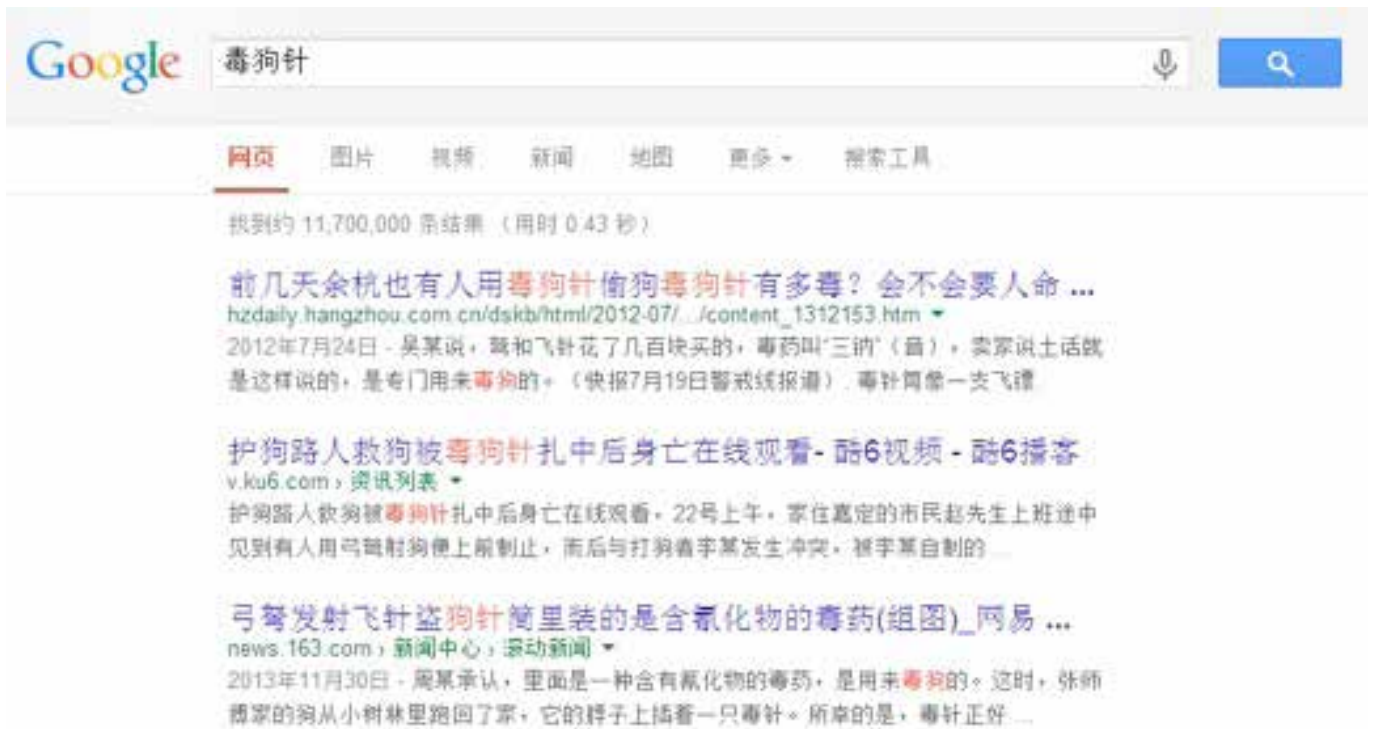 Google 毒狗针
网页 图片 视频 新闻 地图 更多 搜索工具
找到约 11,700,000 条结果 （用时 0.43 秒）
前几天余杭也有人用毒狗针偷狗毒狗针有多毒？会不会要人命 ...
hzdaily.hangzhou.com.cn/dskb/html/2012-07/.../content_1312153.htm
2012年7月24日 - 吴某说，弩和飞针花了几百块买的，毒药叫“三纳”（音），卖家说土话就
是这样说的，是专门用来毒狗的。（快报7月19日警戒线报道）. 毒针筒像一支飞镖
护狗路人救狗被毒狗针扎中后身亡在线观看- 酷6视频 - 酷6播客
v.ku6.com › 资讯列表
护狗路人救狗被毒狗针扎中后身亡在线观看，22号上午，家住嘉定的市民赵先生上班途中
见到有人用弓弩射狗便上前制止，而后与打狗者李某发生冲突，被李某自制的 ...
弓弩发射飞针盗狗针筒里装的是含氰化物的毒药(组图)_网易 ...
news.163.com › 新闻中心 › 滚动新闻
2013年11月30日 - 周某承认，里面是一种含有氰化物的毒药，是用来毒狗的。这时，张师
傅家的狗从小树林里跑回了家，它的脖子上插着一只毒针。所幸的是，毒针正好 ...